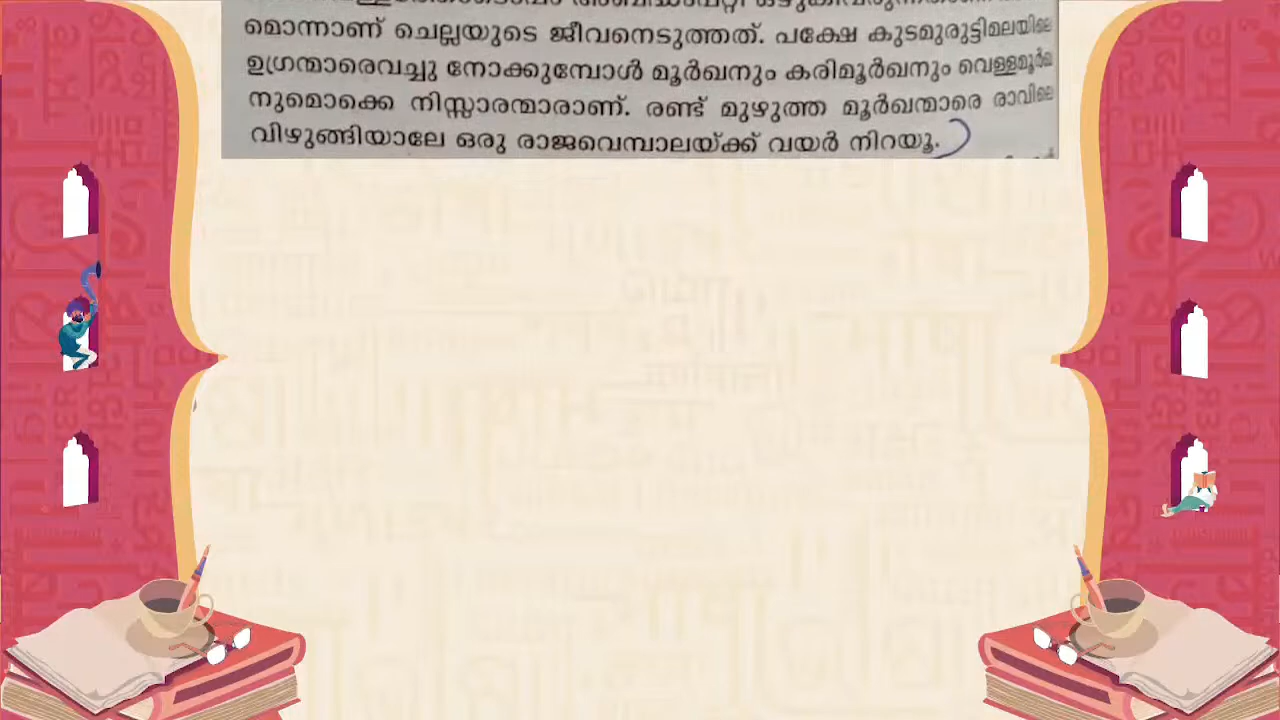 മൊന്നാണ് ചെല്ലയുടെ ജീവനെടുത്തത്. പക്ഷേ കുടമുരുട്ടിമലയിലെ
ഉഗ്രന്മാരെവച്ചു നോക്കുമ്പോൾ മൂർഖനും കരിമൂർഖനും വെള്ളമൂർഖ
നുമൊക്കെ നിസ്സാരന്മാരാണ്. രണ്ട് മുഴുത്ത മൂർഖന്മാരെ രാവിലെ
വിഴുങ്ങിയാലേ ഒരു രാജവെമ്പാലയ്ക്ക് വയർ നിറയൂ.